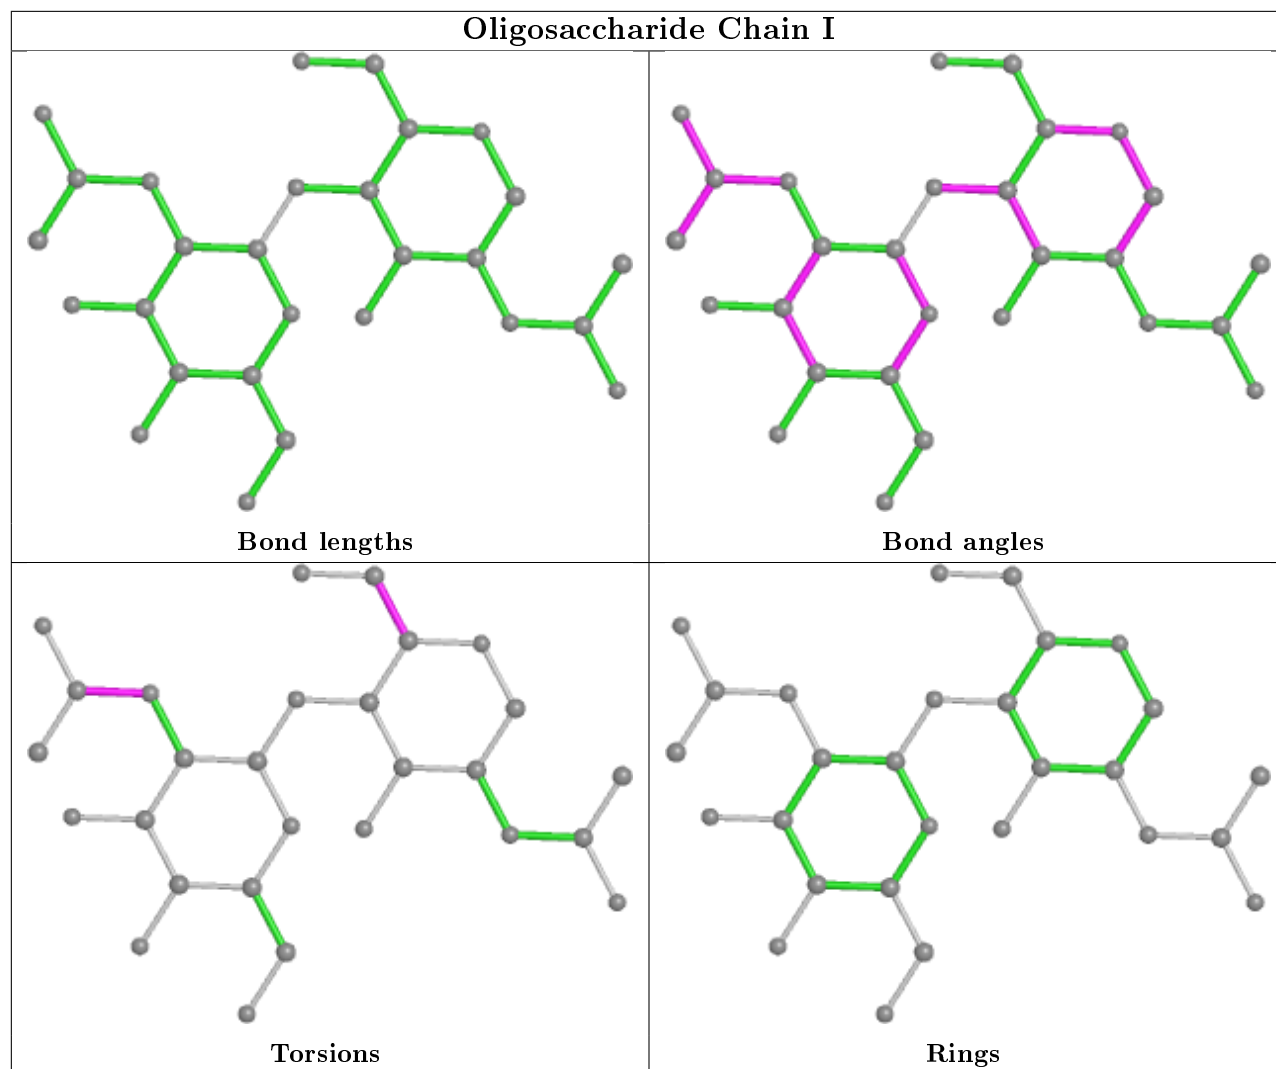 Oligosaccharide Chain I
Bond lengths
Bond angles
Torsions
Rings